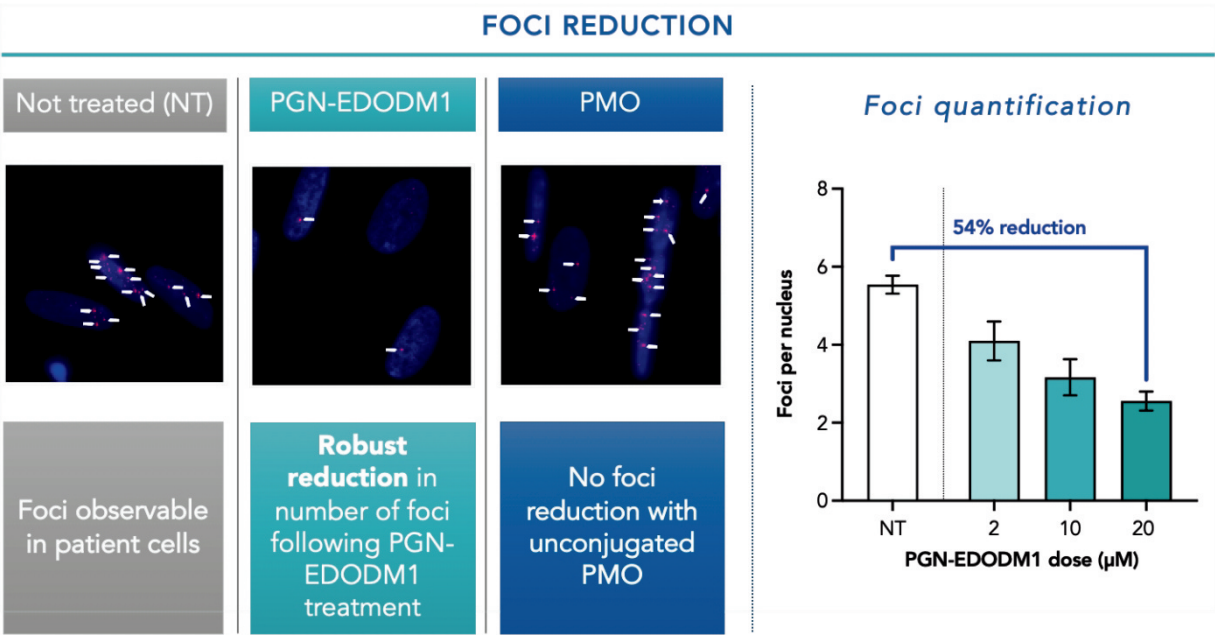 FOCI REDUCTION
Not treated (NT)
PGN-EDODM1
PMO
Foci observable
in patient cells
Robust
reduction in
number of foci
following PGN-
EDODM1
treatment
No foci
reduction with
unconjugated
PMO
Foci quantification
54% reduction
Foci per nucleus
8
6
4
2
0
NT
2
10
20
PGN-EDODM1 dose (µM)